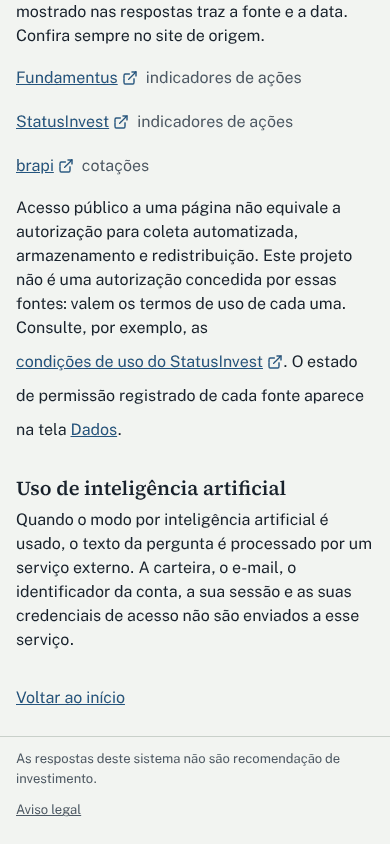 mostrado nas respostas traz a fonte e a data.
Confira sempre no site de origem.
Fundamentus indicadores de ações
StatusInvest indicadores de ações
brapi cotações
Acesso público a uma página não equivale a
autorização para coleta automatizada,
armazenamento e redistribuição. Este projeto
não é uma autorização concedida por essas
fontes: valem os termos de uso de cada uma.
Consulte, por exemplo, as
condições de uso do StatusInvest. O estado
de permissão registrado de cada fonte aparece
na tela Dados.
Uso de inteligência artificial
Quando o modo por inteligência artificial é
usado, o texto da pergunta é processado por um
serviço externo. A carteira, o e-mail, o
identificador da conta, a sua sessão e as suas
credenciais de acesso não são enviados a esse
serviço.
Voltar ao início
As respostas deste sistema não são recomendação de
investimento.
Aviso legal